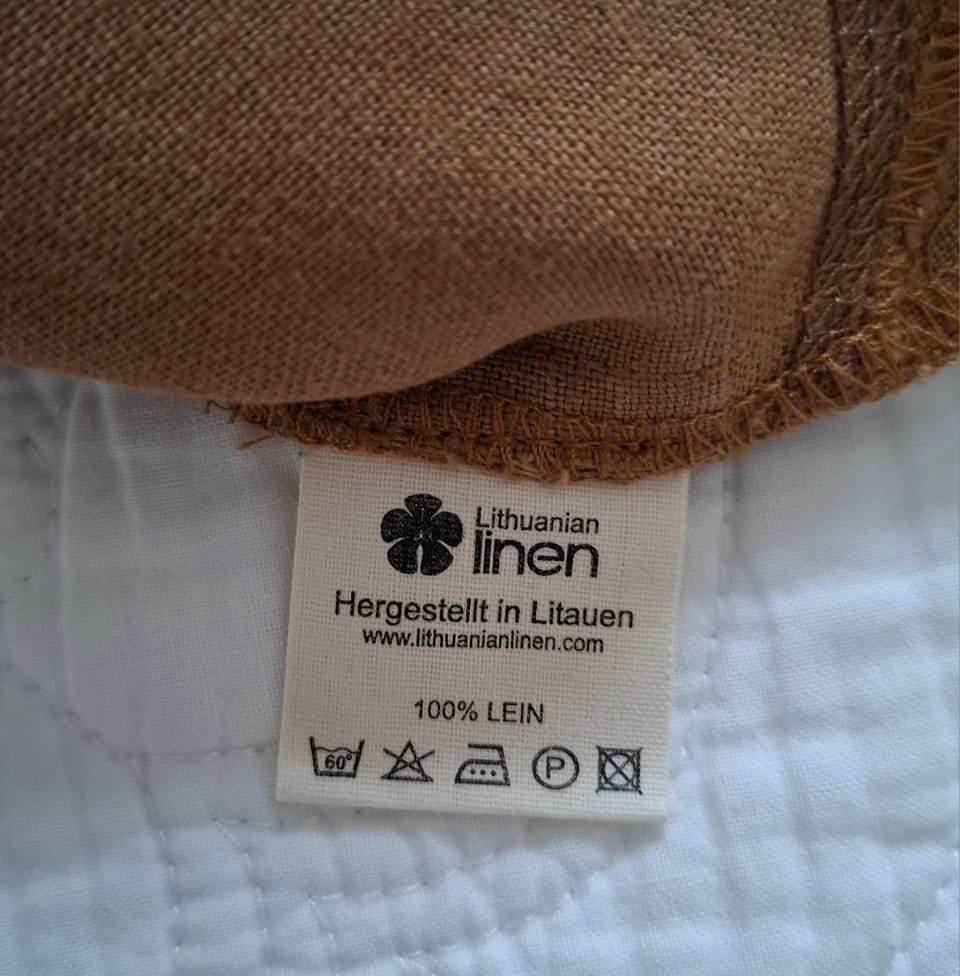 Lithuanian
linen
Hergestellt in Litauen
www.lithuanianlinen.com
100% LEIN
60° P